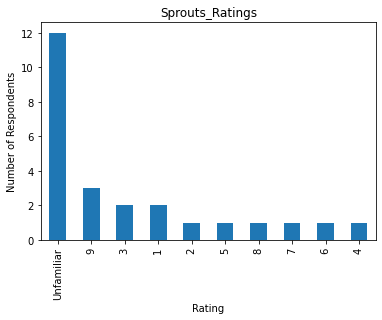 Sprouts_Ratings
Number of Respondents
12
10
8
6
4
2
0
Unfamiliar 9 3 1 2 5 8 7 6 4
Rating